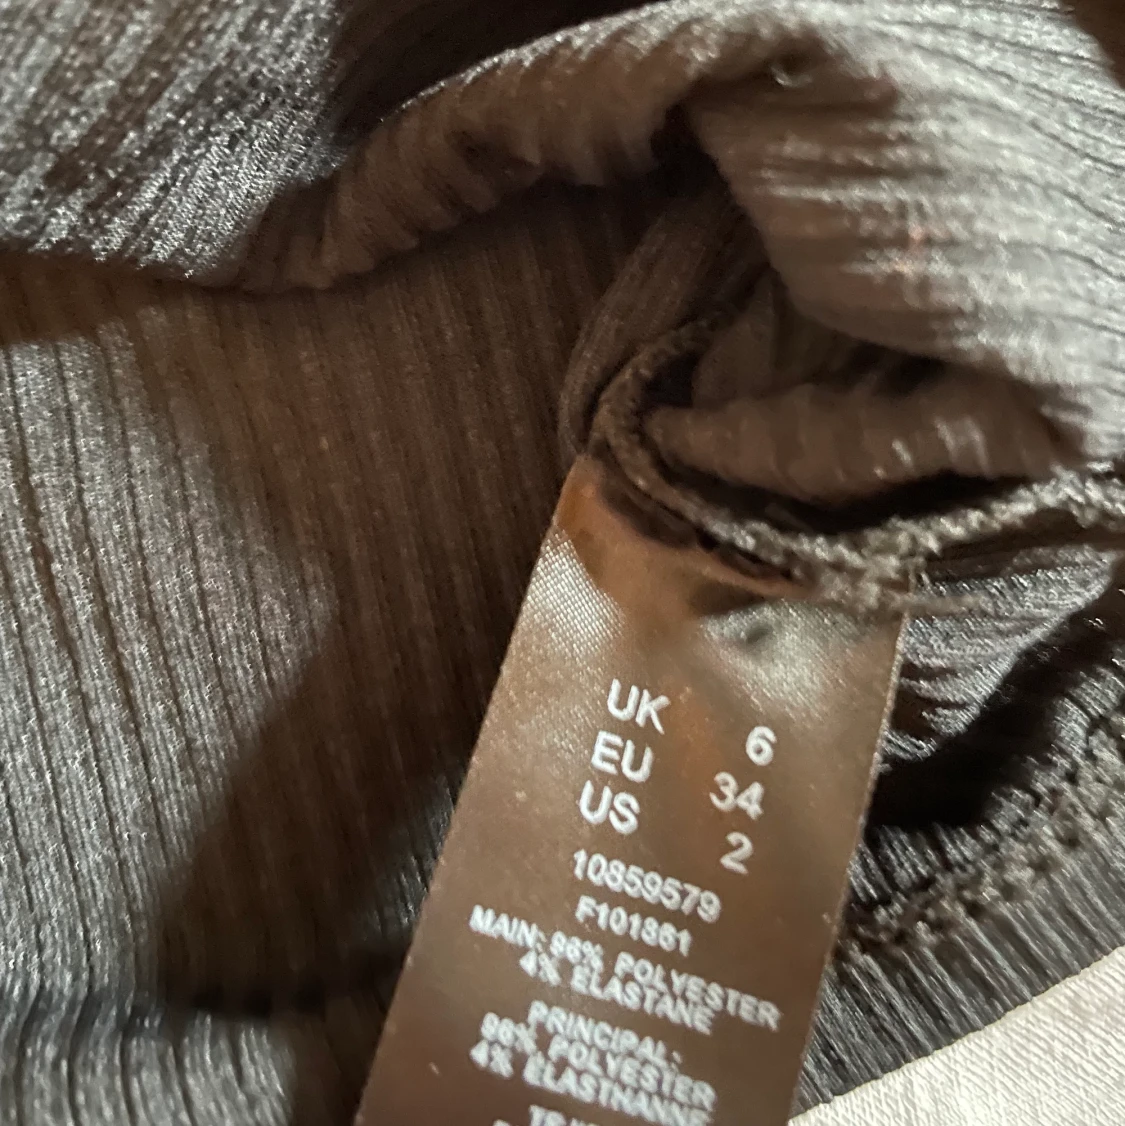 UK 6
EU 34
US 2
10859579
F101861
MAIN: 96% POLYESTER
4% ELASTANE
PRINCIPAL:
96% POLYESTER
4% ELASTHANNE